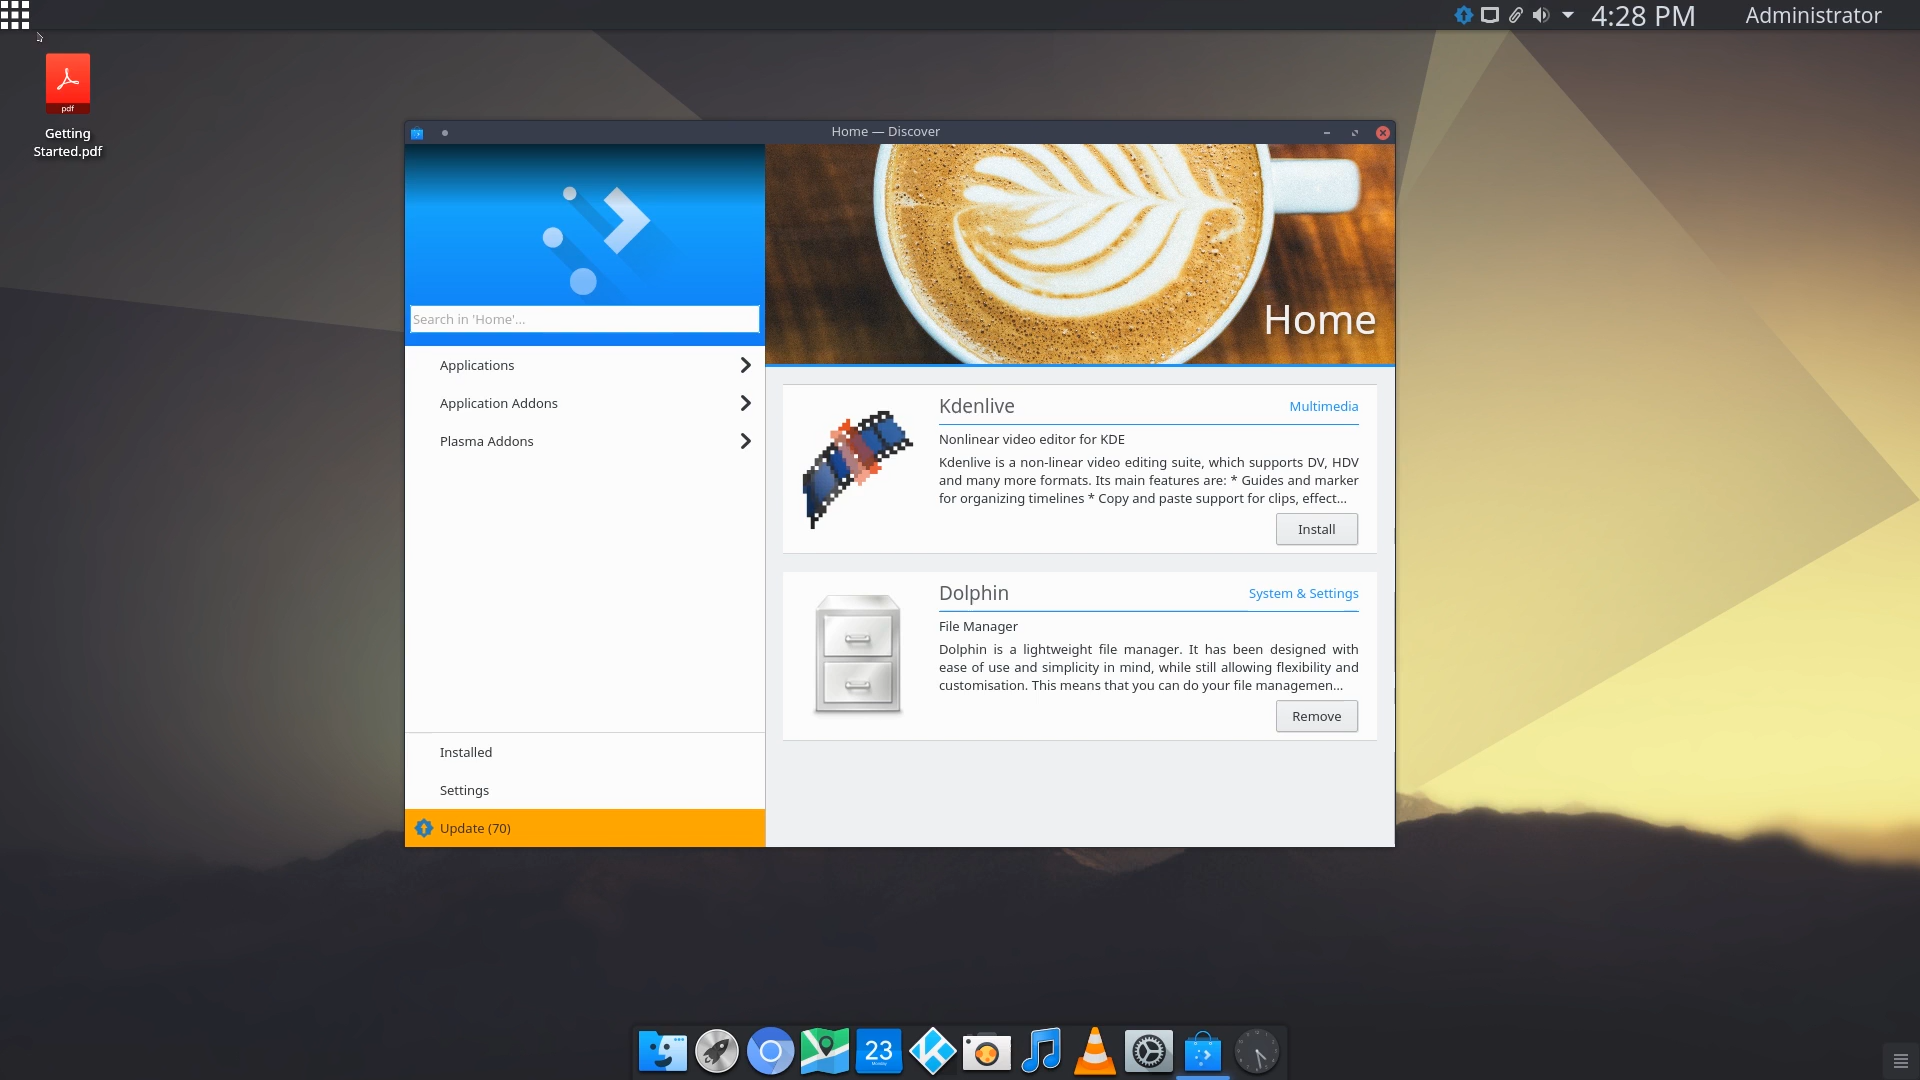 4:28 PM
Administrator
pdf
Getting
Started.pdf
Home — Discover
Search in 'Home'...
Home
Applications
Application Addons
Plasma Addons
Kdenlive
Multimedia
Nonlinear video editor for KDE
Kdenlive is a non-linear video editing suite, which supports DV, HDV
and many more formats. Its main features are: * Guides and marker
for organizing timelines * Copy and paste support for clips, effect...
Install
Dolphin
System & Settings
File Manager
Dolphin is a lightweight file manager. It has been designed with
ease of use and simplicity in mind, while still allowing flexibility and
customisation. This means that you can do your file managemen...
Remove
Installed
Settings
Update (70)
23
Monday